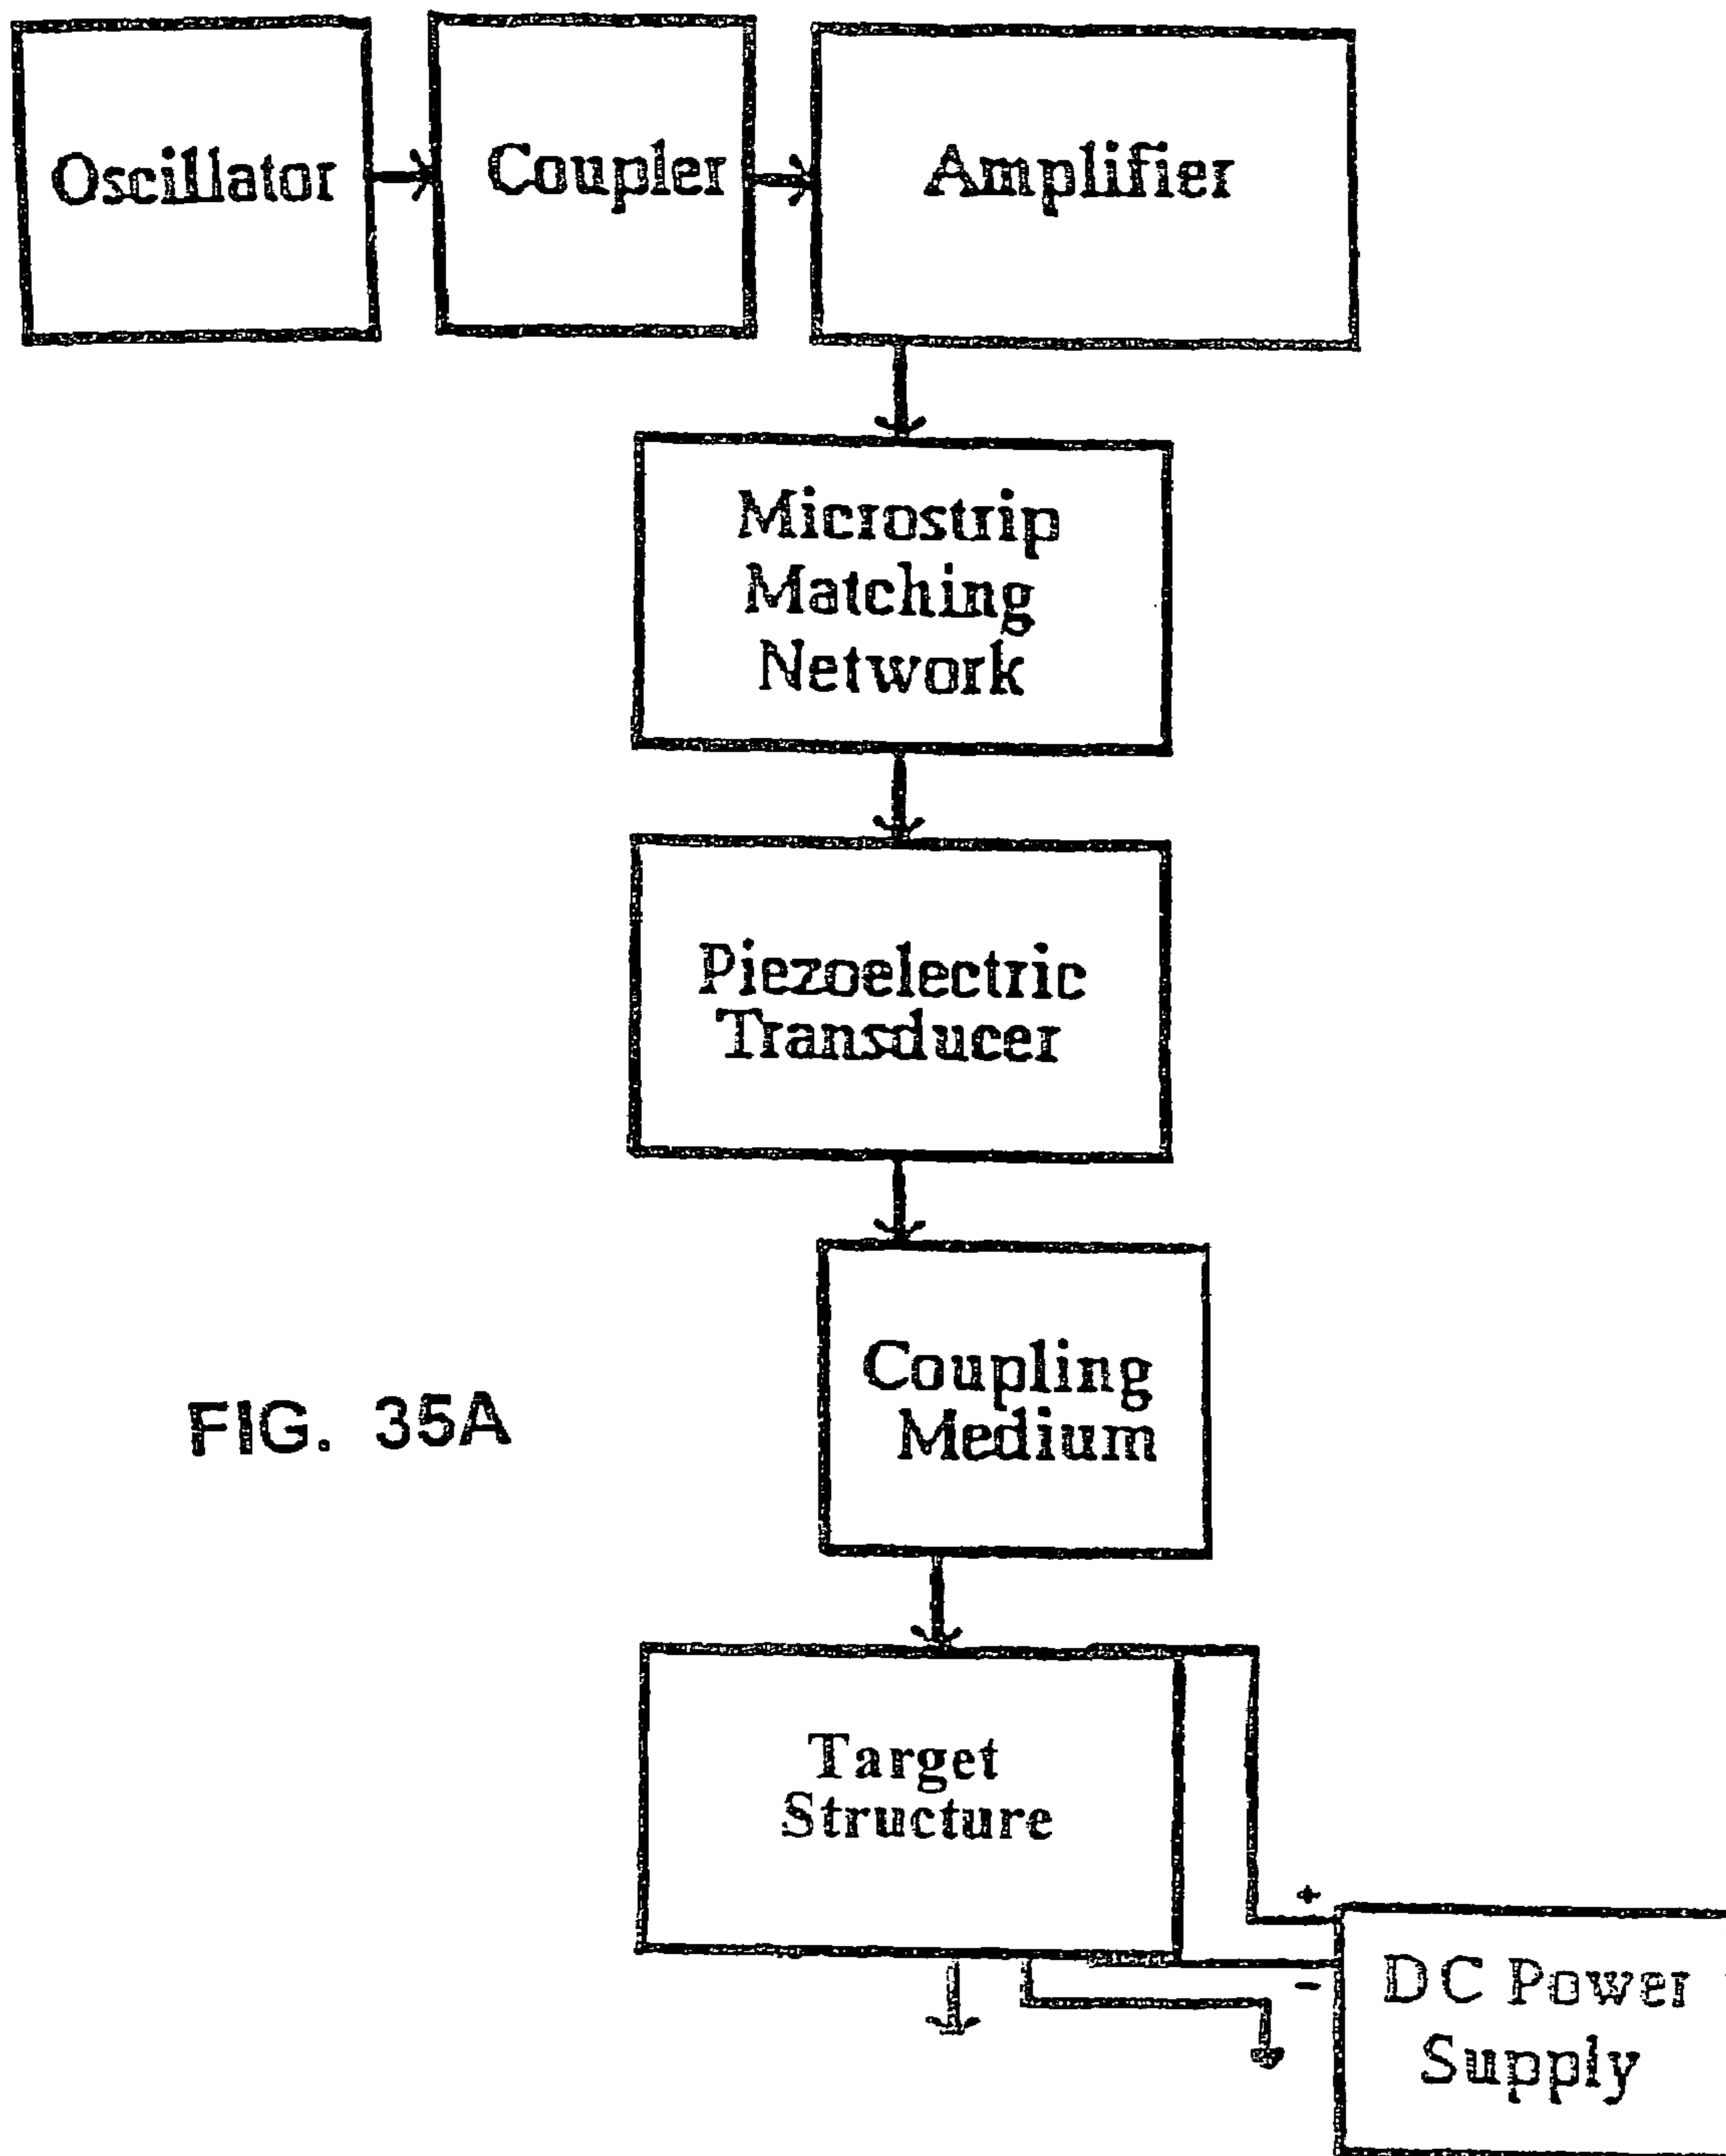 Oscillator
Coupler
Amplifier
Microstrip
Matching
Network
Piezoelectric
Transducer
Coupling
Medium
FIG. 35A
Target
Structure
+
-
DC Power
Supply